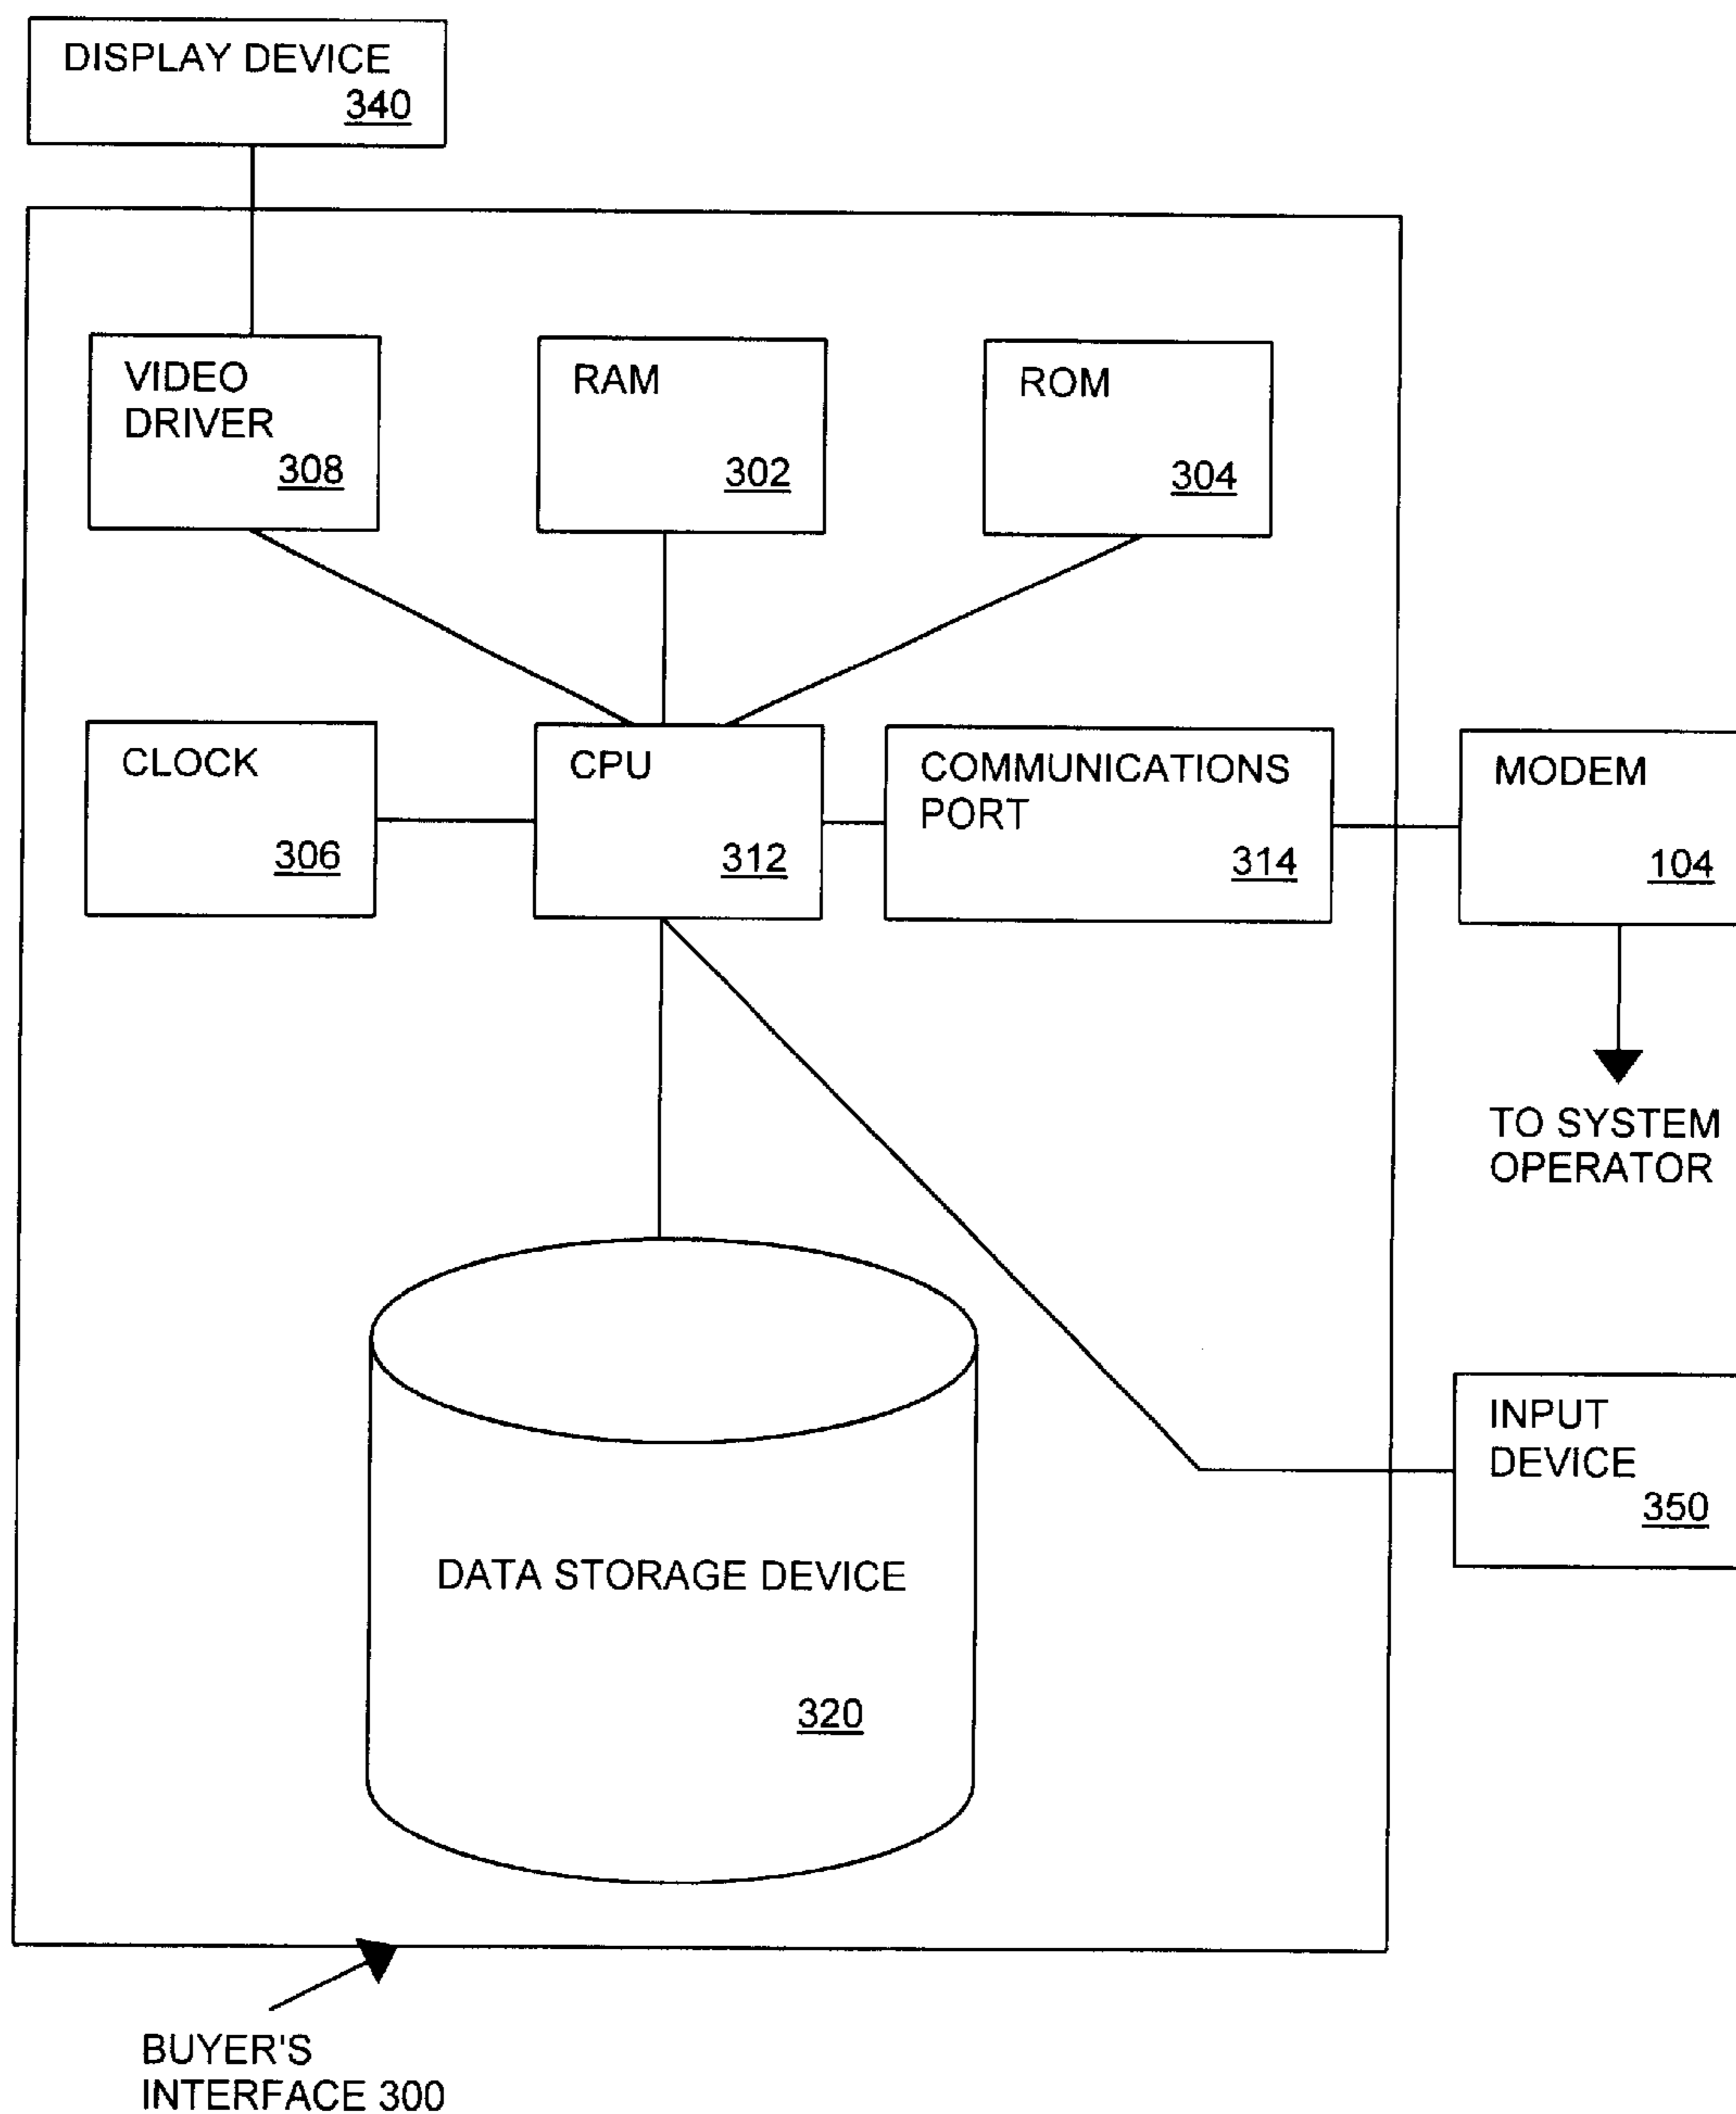 DISPLAY DEVICE
340
VIDEO
DRIVER
308
RAM
302
ROM
304
CLOCK
306
CPU
312
COMMUNICATIONS
PORT
314
MODEM
104
TO SYSTEM
OPERATOR
INPUT
DEVICE
350
DATA STORAGE DEVICE
320
BUYER'S
INTERFACE 300